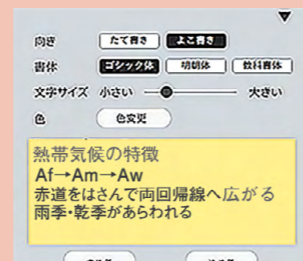 向き たて書き よこ書き
書体 ゴシック体 明朝体 教科書体
文字サイズ 小さい 大きい
色 色変更
熱帯気候の特徴
Af→Am→Aw
赤道をはさんで両回帰線へ広がる
雨季・乾季があらわれる